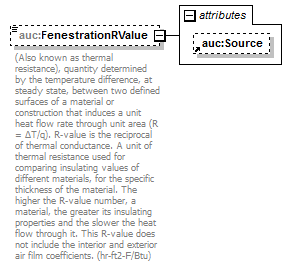 attributes
auc:FenestrationRValue
auc:Source
(Also known as thermal
resistance), quantity determined
by the temperature difference, at
steady state, between two defined
surfaces of a material or
construction that induces a unit
heat flow rate through unit area (R
= ΔT/q). R-value is the reciprocal
of thermal conductance. A unit of
thermal resistance used for
comparing insulating values of
different materials, for the specific
thickness of the material. The
higher the R-value number, a
material, the greater its insulating
properties and the slower the heat
flow through it. This R-value does
not include the interior and exterior
air film coefficients. (hr-ft2-F/Btu)